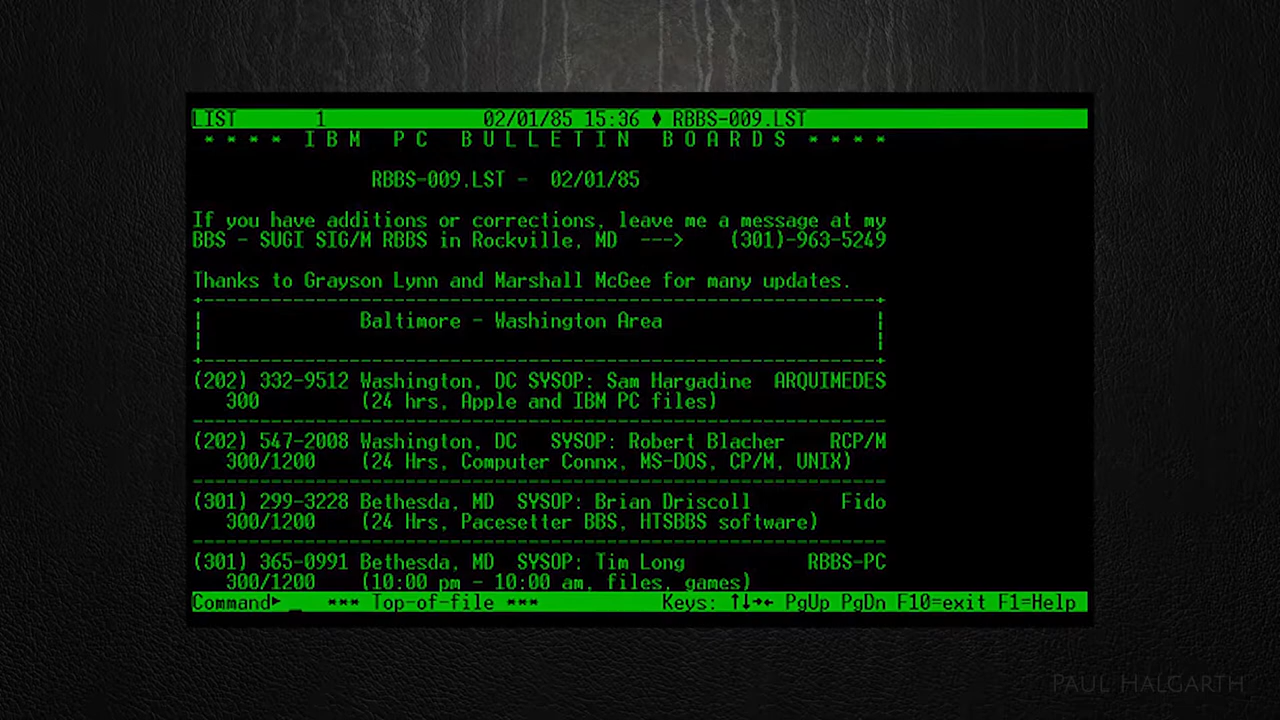 LIST 1 02/01/85 15:36 ♦ RBBS-009.LST
* * * * I B M P C B U L L E T I N B O A R D S * * * *
RBBS-009.LST - 02/01/85
If you have additions or corrections, leave me a message at my
BBS - SUGI SIG/M RBBS in Rockville, MD ---> (301)-963-5249
Thanks to Grayson Lynn and Marshall McGee for many updates.
Baltimore - Washington Area
(202) 332-9512 Washington, DC SYSOP: Sam Hargadine ARQUIMEDES
300 (24 hrs, Apple and IBM PC files)
(202) 547-2008 Washington, DC SYSOP: Robert Blacher RCP/M
300/1200 (24 Hrs, Computer Connx, MS-DOS, CP/M, UNIX)
(301) 299-3228 Bethesda, MD SYSOP: Brian Driscoll Fido
300/1200 (24 Hrs, Pacesetter BBS, HTSBBS software)
(301) 365-0991 Bethesda, MD SYSOP: Tim Long RBBS-PC
300/1200 (10:00 pm - 10:00 am, files, games)
Command► _ *** Top-of-file *** Keys: ↑↓→← PgUp PgDn F10=exit F1=Help
PAUL HALGARTH